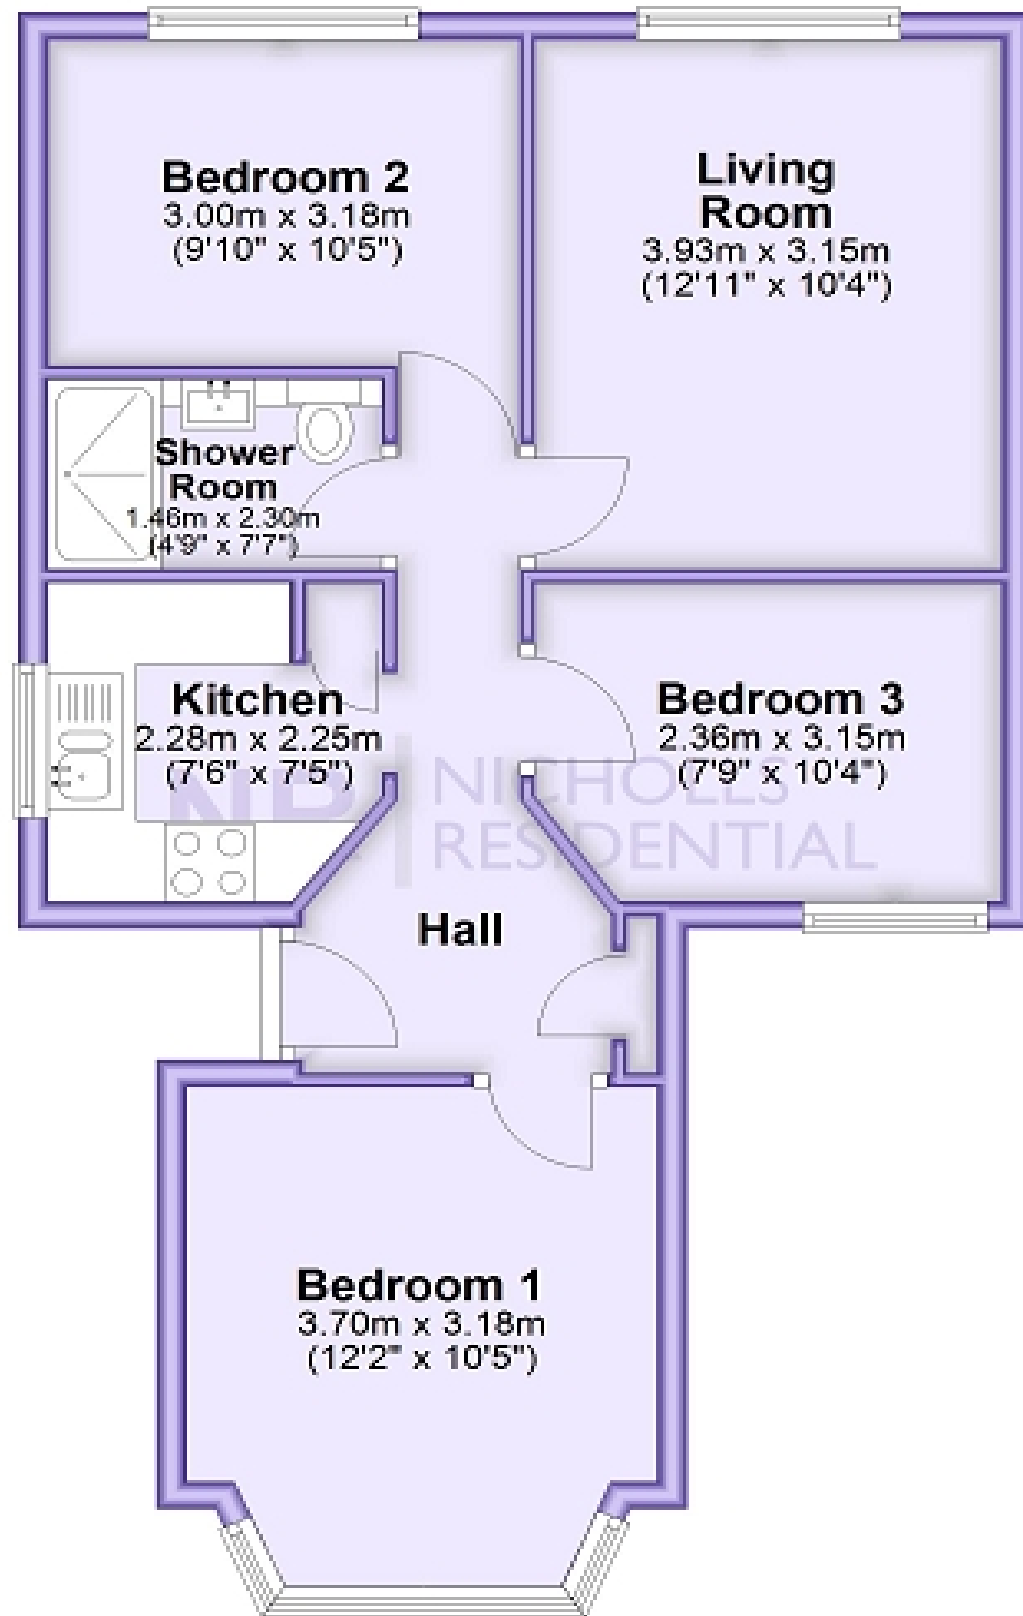 Bedroom 2
3.00m x 3.18m
(9'10" x 10'5")
Living
Room
3.93m x 3.15m
(12'11" x 10'4")
Shower
Room
1.46m x 2.30m
(4'9" x 7'7")
Kitchen
2.28m x 2.25m
(7'6" x 7'5")
Bedroom 3
2.36m x 3.15m
(7'9" x 10'4")
NR
NICHOLLS
RESIDENTIAL
Hall
Bedroom 1
3.70m x 3.18m
(12'2" x 10'5")